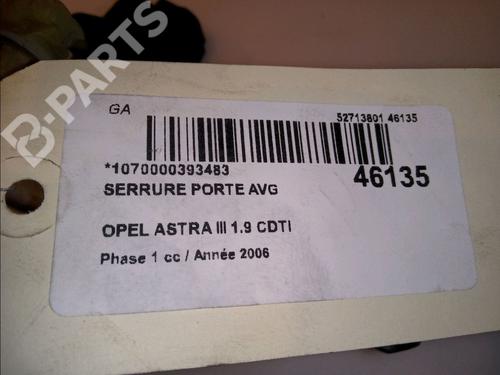 B-PARTS
GA
52713801 46135
*1070000393483
46135
SERRURE PORTE AVG
OPEL ASTRA III 1.9 CDTI
Phase 1 cc / Année 2006